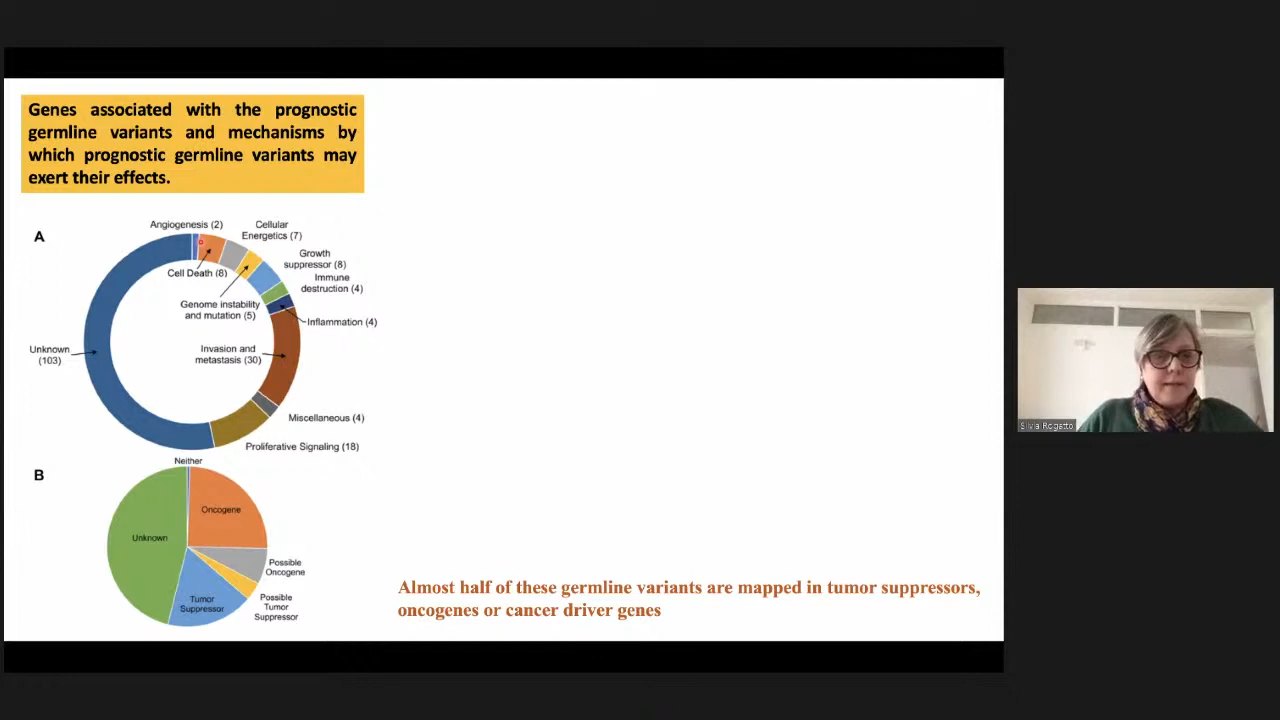 Genes associated with the prognostic
germline variants and mechanisms by
which prognostic germline variants may
exert their effects.
A
Angiogenesis (2)
Cellular
Energetics (7)
Growth
suppressor (8)
Cell Death (8)
Immune
destruction (4)
Genome instability
and mutation (5)
Inflammation (4)
Unknown
(103)
Invasion and
metastasis (30)
Miscellaneous (4)
Proliferative Signaling (18)
B
Neither
Oncogene
Unknown
Possible
Oncogene
Tumor
Suppressor
Possible
Tumor
Suppressor
Almost half of these germline variants are mapped in tumor suppressors,
oncogenes or cancer driver genes
Silvia Rogatto